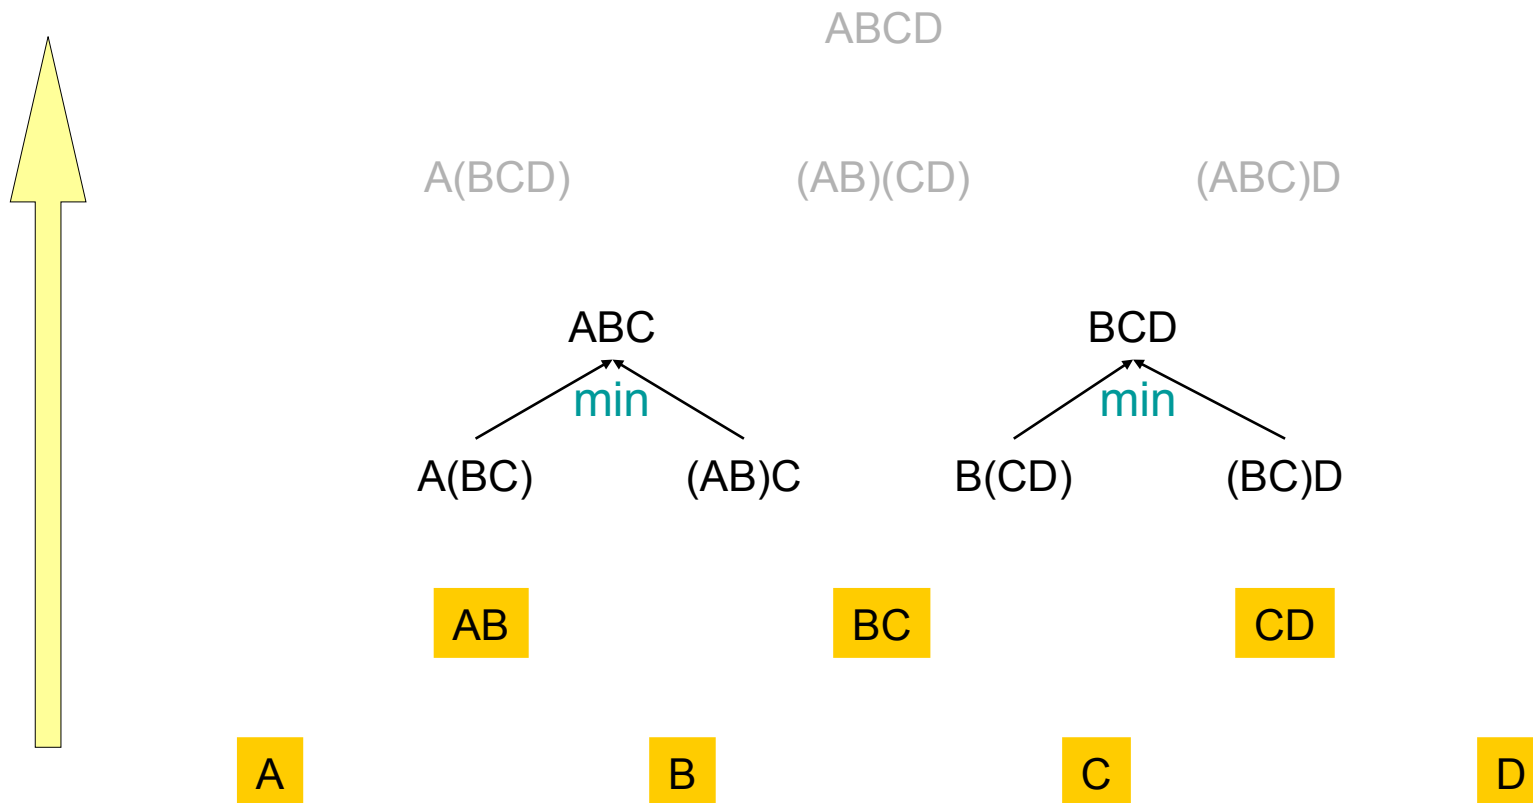 ABCD
A(BCD) (AB)(CD) (ABC)D
ABC BCD
min min
A(BC) (AB)C B(CD) (BC)D
AB BC CD
A B C D